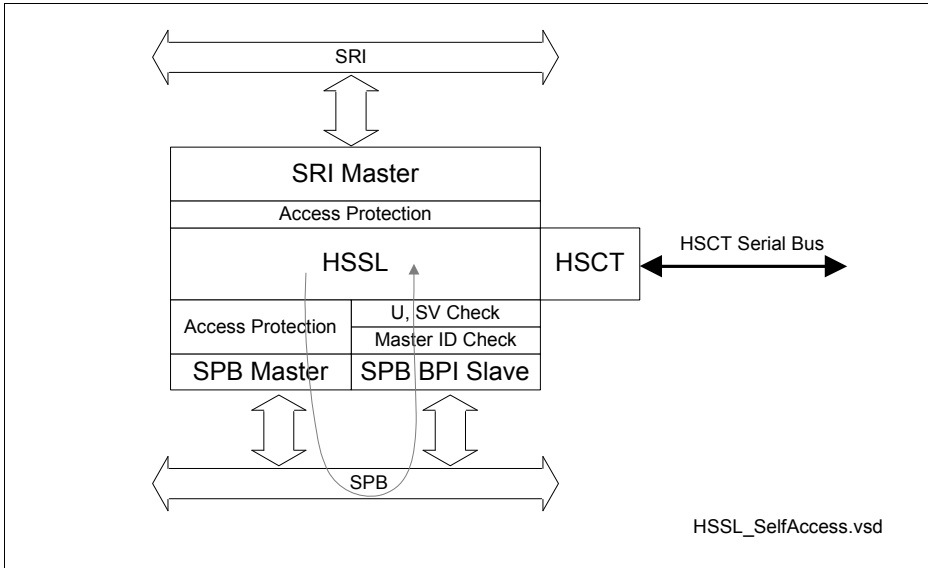 SRI
SRI Master
Access Protection
HSSL
HSCT
HSCT Serial Bus
Access Protection
U, SV Check
Master ID Check
SPB Master
SPB BPI Slave
SPB
HSSL_SelfAccess.vsd